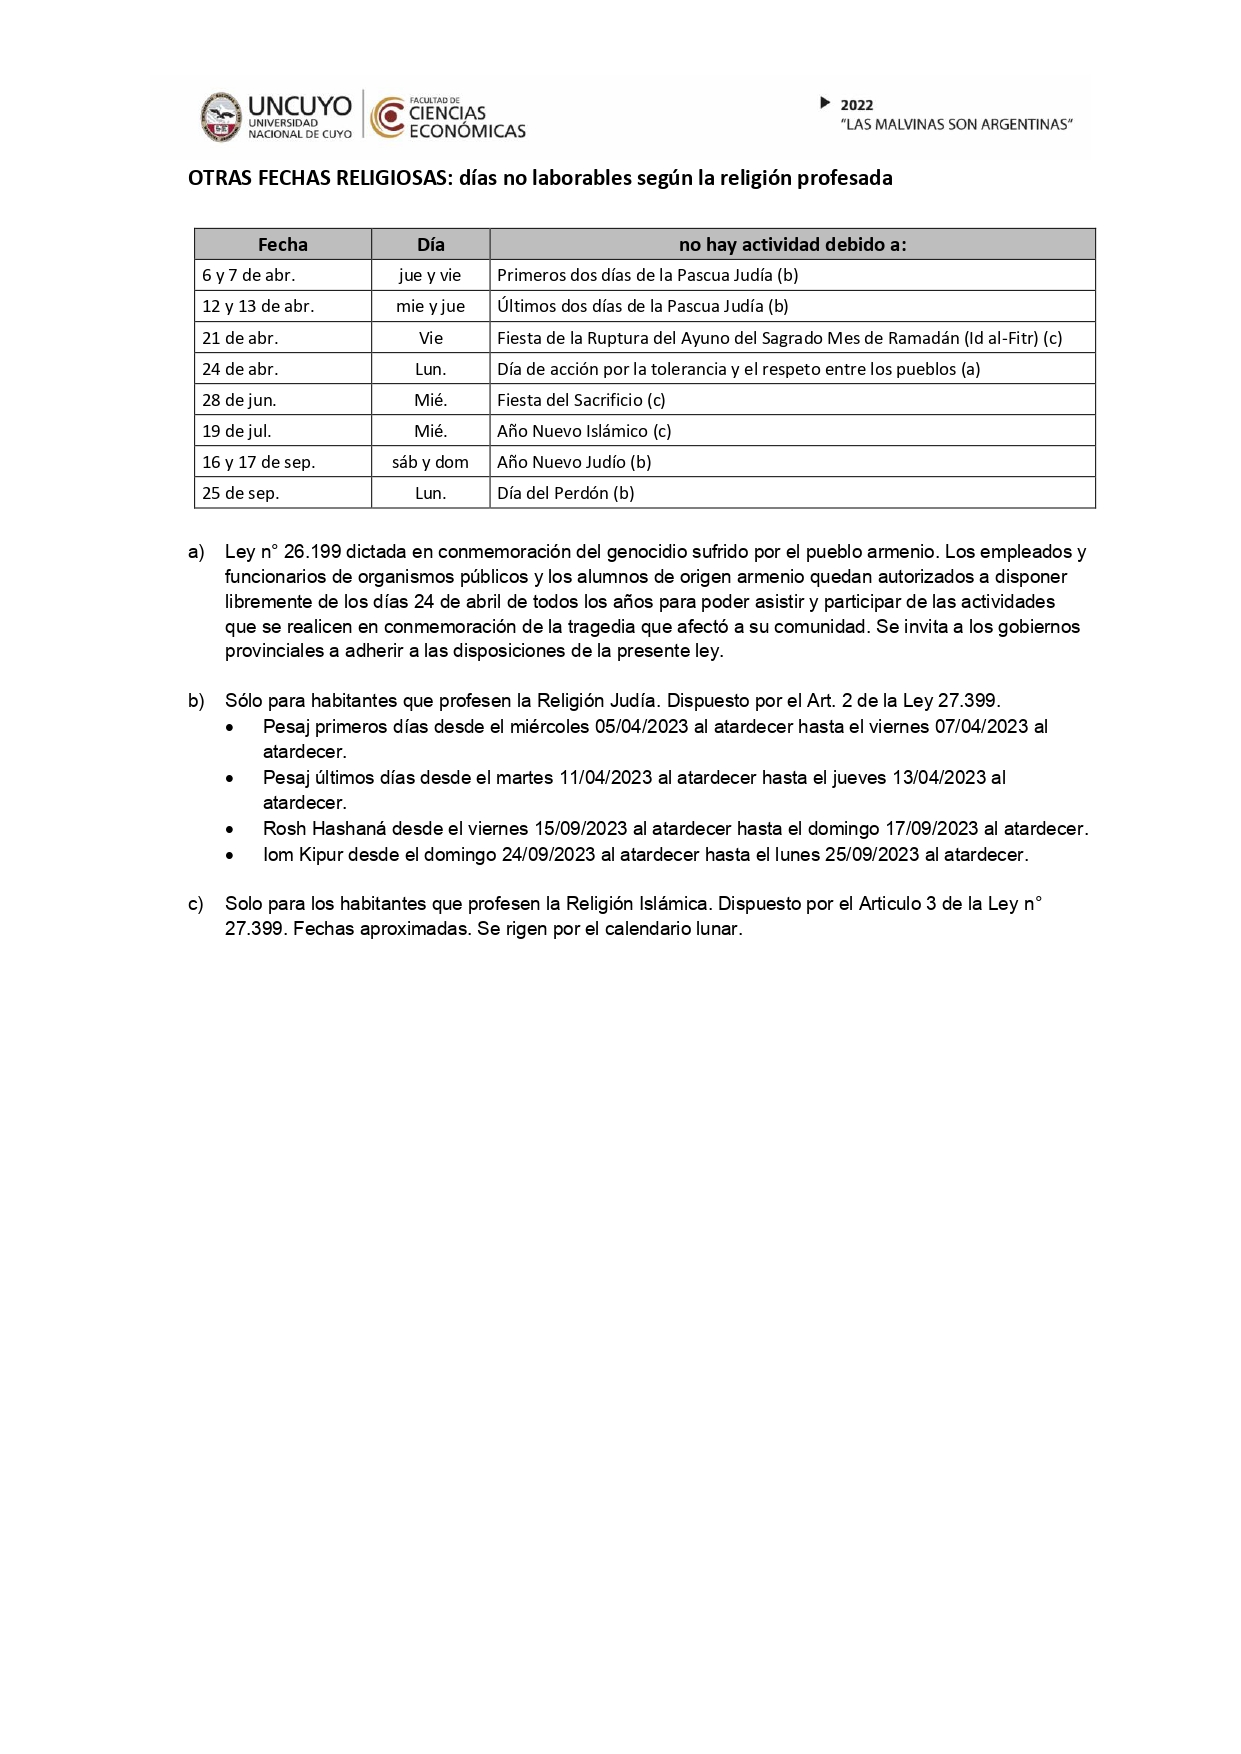 UNCUYO
UNIVERSIDAD
NACIONAL DE CUYO
FACULTAD DE
CIENCIAS
ECONÓMICAS
2022
"LAS MALVINAS SON ARGENTINAS"
OTRAS FECHAS RELIGIOSAS: días no laborables según la religión profesada
Fecha Día no hay actividad debido a:
6 y 7 de abr. jue y vie Primeros dos días de la Pascua Judía (b)
12 y 13 de abr. mie y jue Últimos dos días de la Pascua Judía (b)
21 de abr. Vie Fiesta de la Ruptura del Ayuno del Sagrado Mes de Ramadán (Id al-Fitr) (c)
24 de abr. Lun. Día de acción por la tolerancia y el respeto entre los pueblos (a)
28 de jun. Mié. Fiesta del Sacrificio (c)
19 de jul. Mié. Año Nuevo Islámico (c)
16 y 17 de sep. sáb y dom Año Nuevo Judío (b)
25 de sep. Lun. Día del Perdón (b)
a) Ley n° 26.199 dictada en conmemoración del genocidio sufrido por el pueblo armenio. Los empleados y
funcionarios de organismos públicos y los alumnos de origen armenio quedan autorizados a disponer
libremente de los días 24 de abril de todos los años para poder asistir y participar de las actividades
que se realicen en conmemoración de la tragedia que afectó a su comunidad. Se invita a los gobiernos
provinciales a adherir a las disposiciones de la presente ley.
b) Sólo para habitantes que profesen la Religión Judía. Dispuesto por el Art. 2 de la Ley 27.399.
• Pesaj primeros días desde el miércoles 05/04/2023 al atardecer hasta el viernes 07/04/2023 al
atardecer.
• Pesaj últimos días desde el martes 11/04/2023 al atardecer hasta el jueves 13/04/2023 al
atardecer.
• Rosh Hashaná desde el viernes 15/09/2023 al atardecer hasta el domingo 17/09/2023 al atardecer.
• Iom Kipur desde el domingo 24/09/2023 al atardecer hasta el lunes 25/09/2023 al atardecer.
c) Solo para los habitantes que profesen la Religión Islámica. Dispuesto por el Articulo 3 de la Ley n°
27.399. Fechas aproximadas. Se rigen por el calendario lunar.